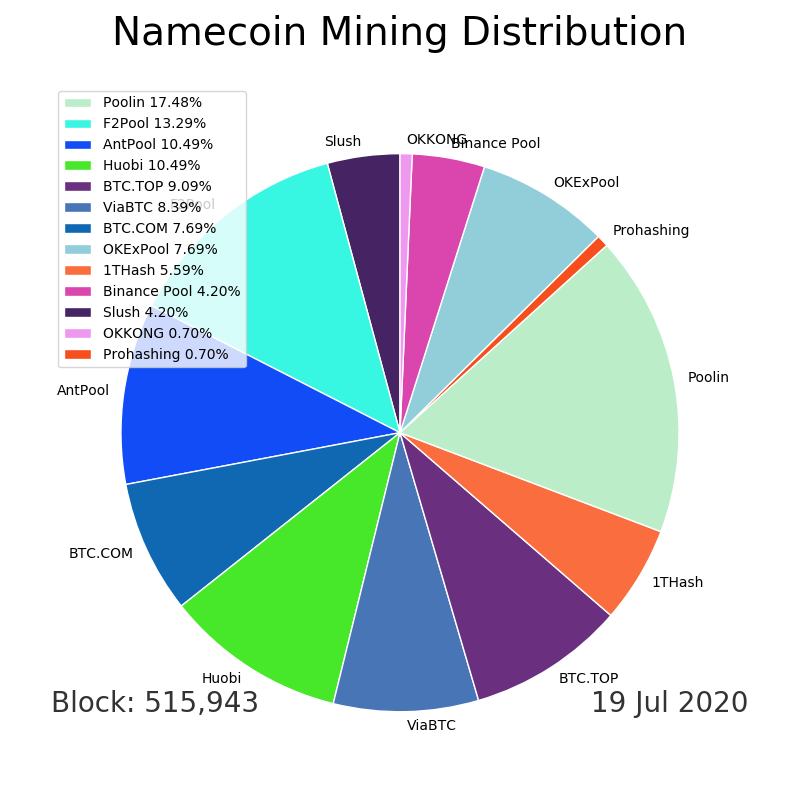 Namecoin Mining Distribution
Poolin 17.48%
F2Pool 13.29%
AntPool 10.49%
Huobi 10.49%
BTC.TOP 9.09%
ViaBTC 8.39%
BTC.COM 7.69%
OKExPool 7.69%
1THash 5.59%
Binance Pool 4.20%
Slush 4.20%
OKKONG 0.70%
Prohashing 0.70%
Slush
OKKONG
Binance Pool
OKExPool
Prohashing
Poolin
1THash
BTC.TOP
ViaBTC
Huobi
BTC.COM
AntPool
F2Pool
Block: 515,943
19 Jul 2020